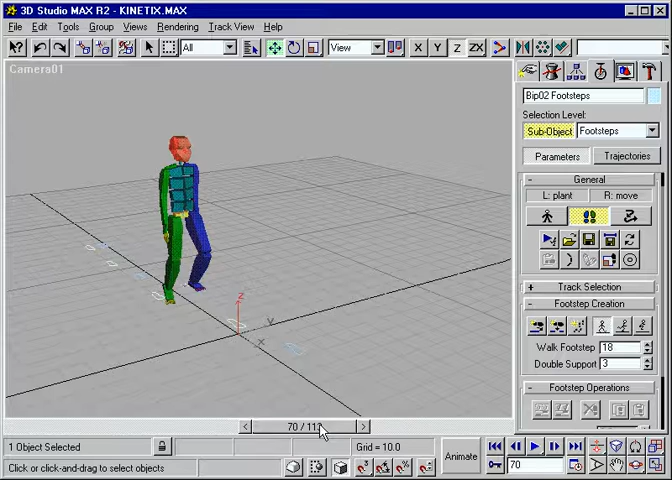 3D Studio MAX R2 - KINETIX.MAX
File Edit Tools Group Views Rendering Track View Help
All View X Y Z ZX
Camera01
Bip02 Footsteps
Selection Level:
Sub-Object Footsteps
Parameters Trajectories
- General
L: plant R: move
+ Track Selection
- Footstep Creation
Walk Footstep 18
Double Support 3
- Footstep Operations
Z
Y
X
< 70 / 11 >
1 Object Selected Grid = 10.0
Click or click-and-drag to select objects
Animate
70